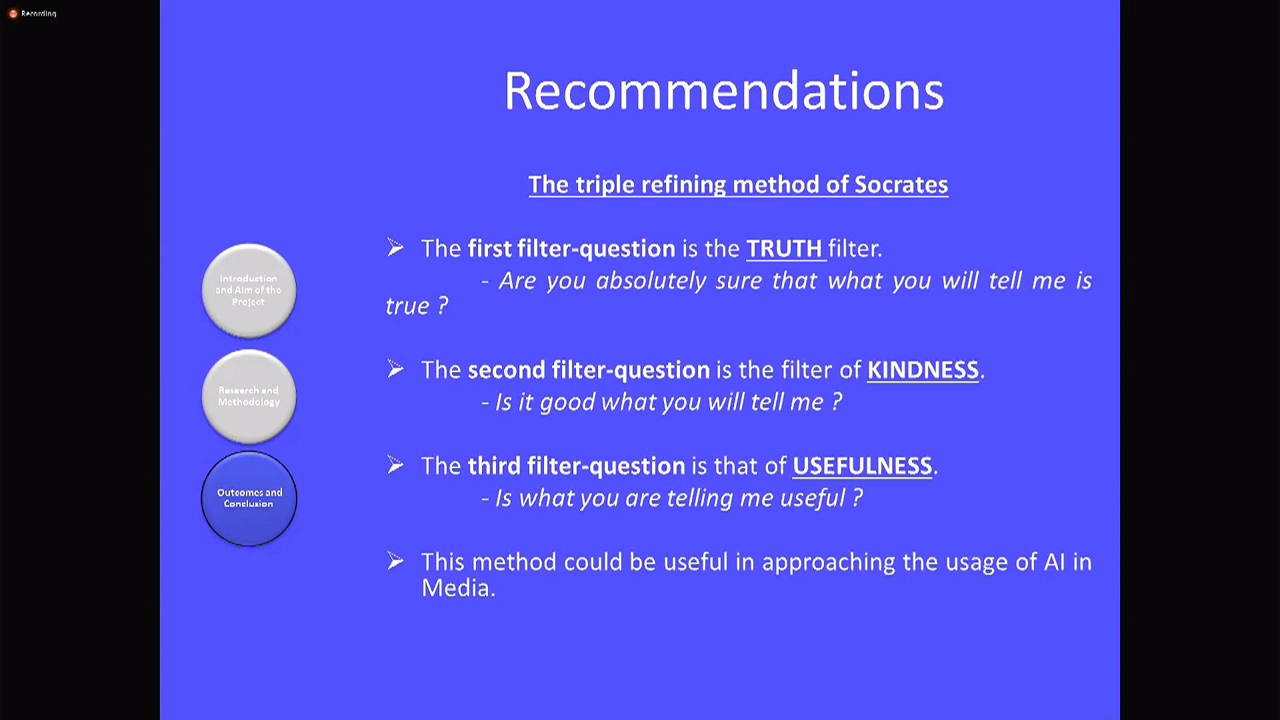 Recording
Recommendations
The triple refining method of Socrates
➢ The first filter-question is the TRUTH filter.
- Are you absolutely sure that what you will tell me is
true ?
➢ The second filter-question is the filter of KINDNESS.
- Is it good what you will tell me ?
➢ The third filter-question is that of USEFULNESS.
- Is what you are telling me useful ?
➢ This method could be useful in approaching the usage of AI in
Media.
Introduction
and Aim of the
Project
Research and
Methodology
Outcomes and
Conclusion